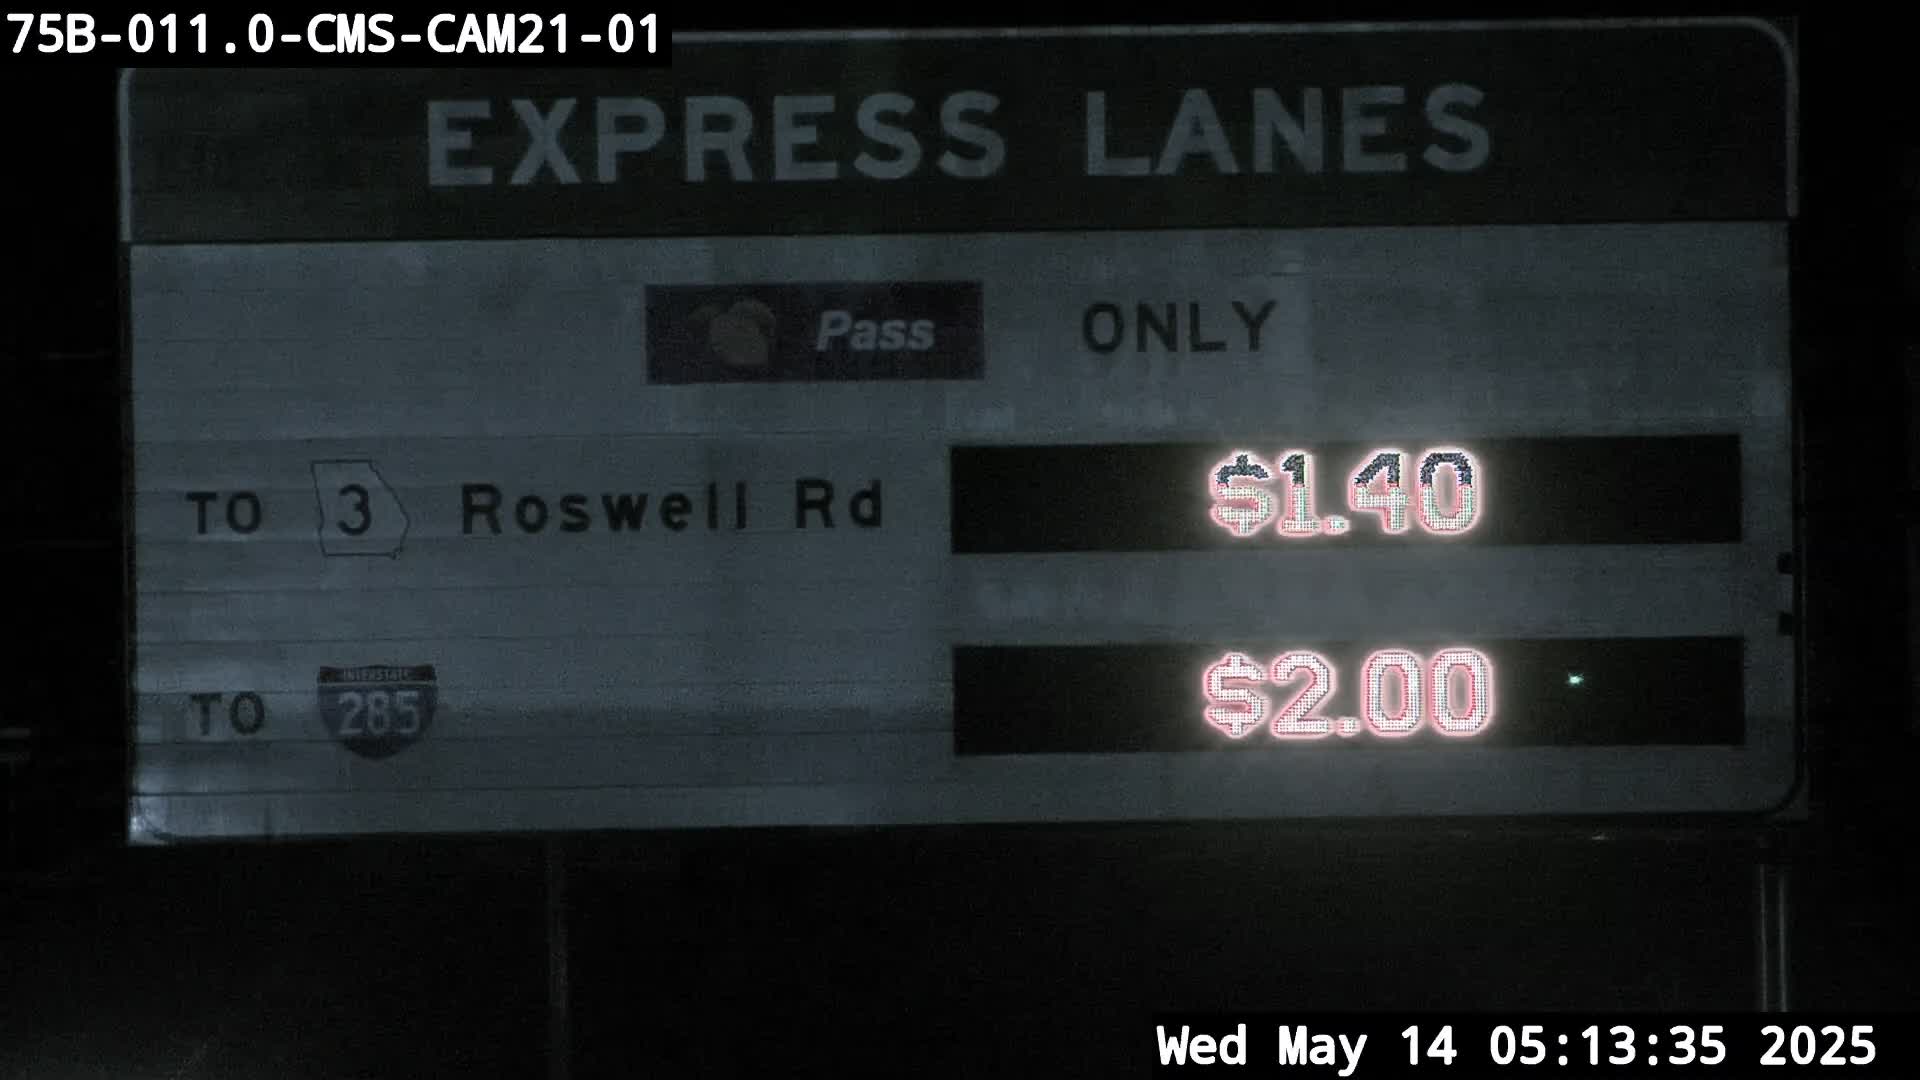 75B-011.0-CMS-CAM21-01
EXPRESS LANES
Pass ONLY
TO 3 Roswell Rd $1.40
TO INTERSTATE 285 $2.00
Wed May 14 05:13:35 2025